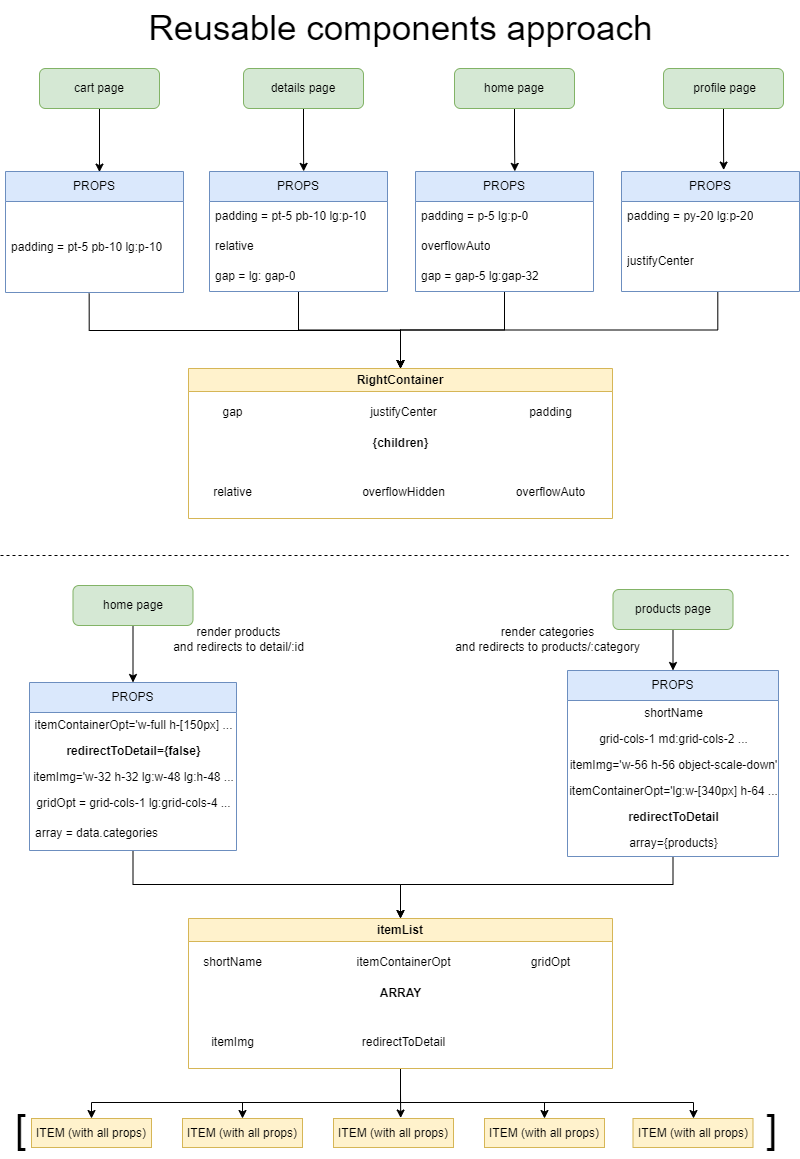 Reusable components approach
cart page
details page
home page
profile page
PROPS
PROPS
PROPS
PROPS
padding = pt-5 pb-10 lg:p-10
padding = pt-5 pb-10 lg:p-10
relative
gap = lg: gap-0
padding = p-5 lg:p-0
overflowAuto
gap = gap-5 lg:gap-32
padding = py-20 lg:p-20
justifyCenter
RightContainer
gap
justifyCenter
padding
{children}
relative
overflowHidden
overflowAuto
home page
render products
and redirects to detail/:id
products page
render categories
and redirects to products/:category
PROPS
itemContainerOpt='w-full h-[150px] ...
redirectToDetail={false}
itemImg='w-32 h-32 lg:w-48 lg:h-48 ...
gridOpt = grid-cols-1 lg:grid-cols-4 ...
array = data.categories
PROPS
shortName
grid-cols-1 md:grid-cols-2 ...
itemImg='w-56 h-56 object-scale-down'
itemContainerOpt='lg:w-[340px] h-64 ...
redirectToDetail
array={products}
itemList
shortName
itemContainerOpt
gridOpt
ARRAY
itemImg
redirectToDetail
[
ITEM (with all props)
ITEM (with all props)
ITEM (with all props)
ITEM (with all props)
ITEM (with all props)
]